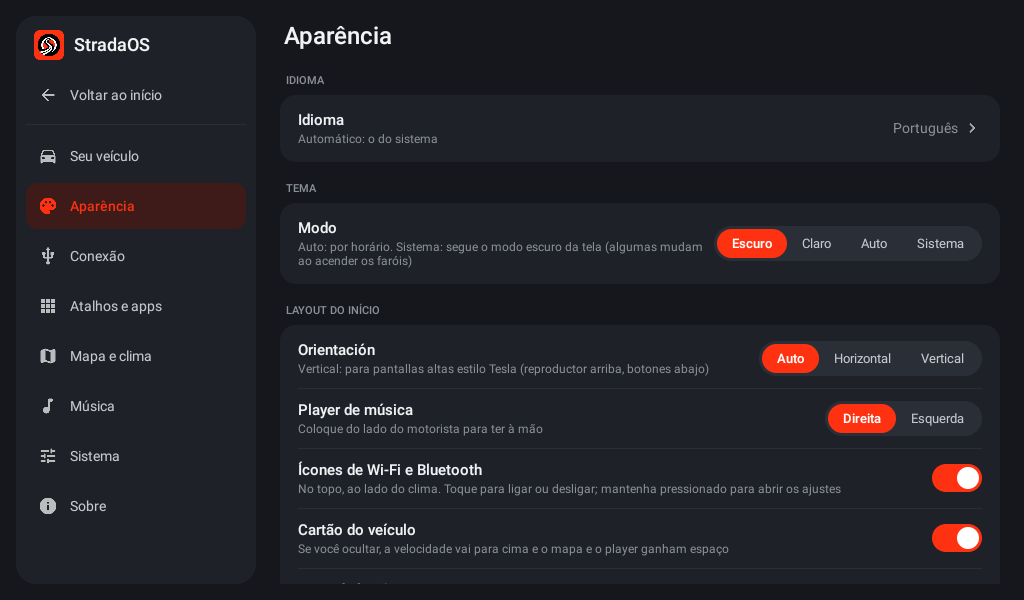 StradaOS
Voltar ao início
Seu veículo
Aparência
Conexão
Atalhos e apps
Mapa e clima
Música
Sistema
Sobre
Aparência
IDIOMA
Idioma
Automático: o do sistema
Português
TEMA
Modo
Auto: por horário. Sistema: segue o modo escuro da tela (algumas mudam
ao acender os faróis)
Escuro Claro Auto Sistema
LAYOUT DO INÍCIO
Orientación
Vertical: para pantallas altas estilo Tesla (reproductor arriba, botones abajo)
Auto Horizontal Vertical
Player de música
Coloque do lado do motorista para ter à mão
Direita Esquerda
Ícones de Wi-Fi e Bluetooth
No topo, ao lado do clima. Toque para ligar ou desligar; mantenha pressionado para abrir os ajustes
Cartão do veículo
Se você ocultar, a velocidade vai para cima e o mapa e o player ganham espaço